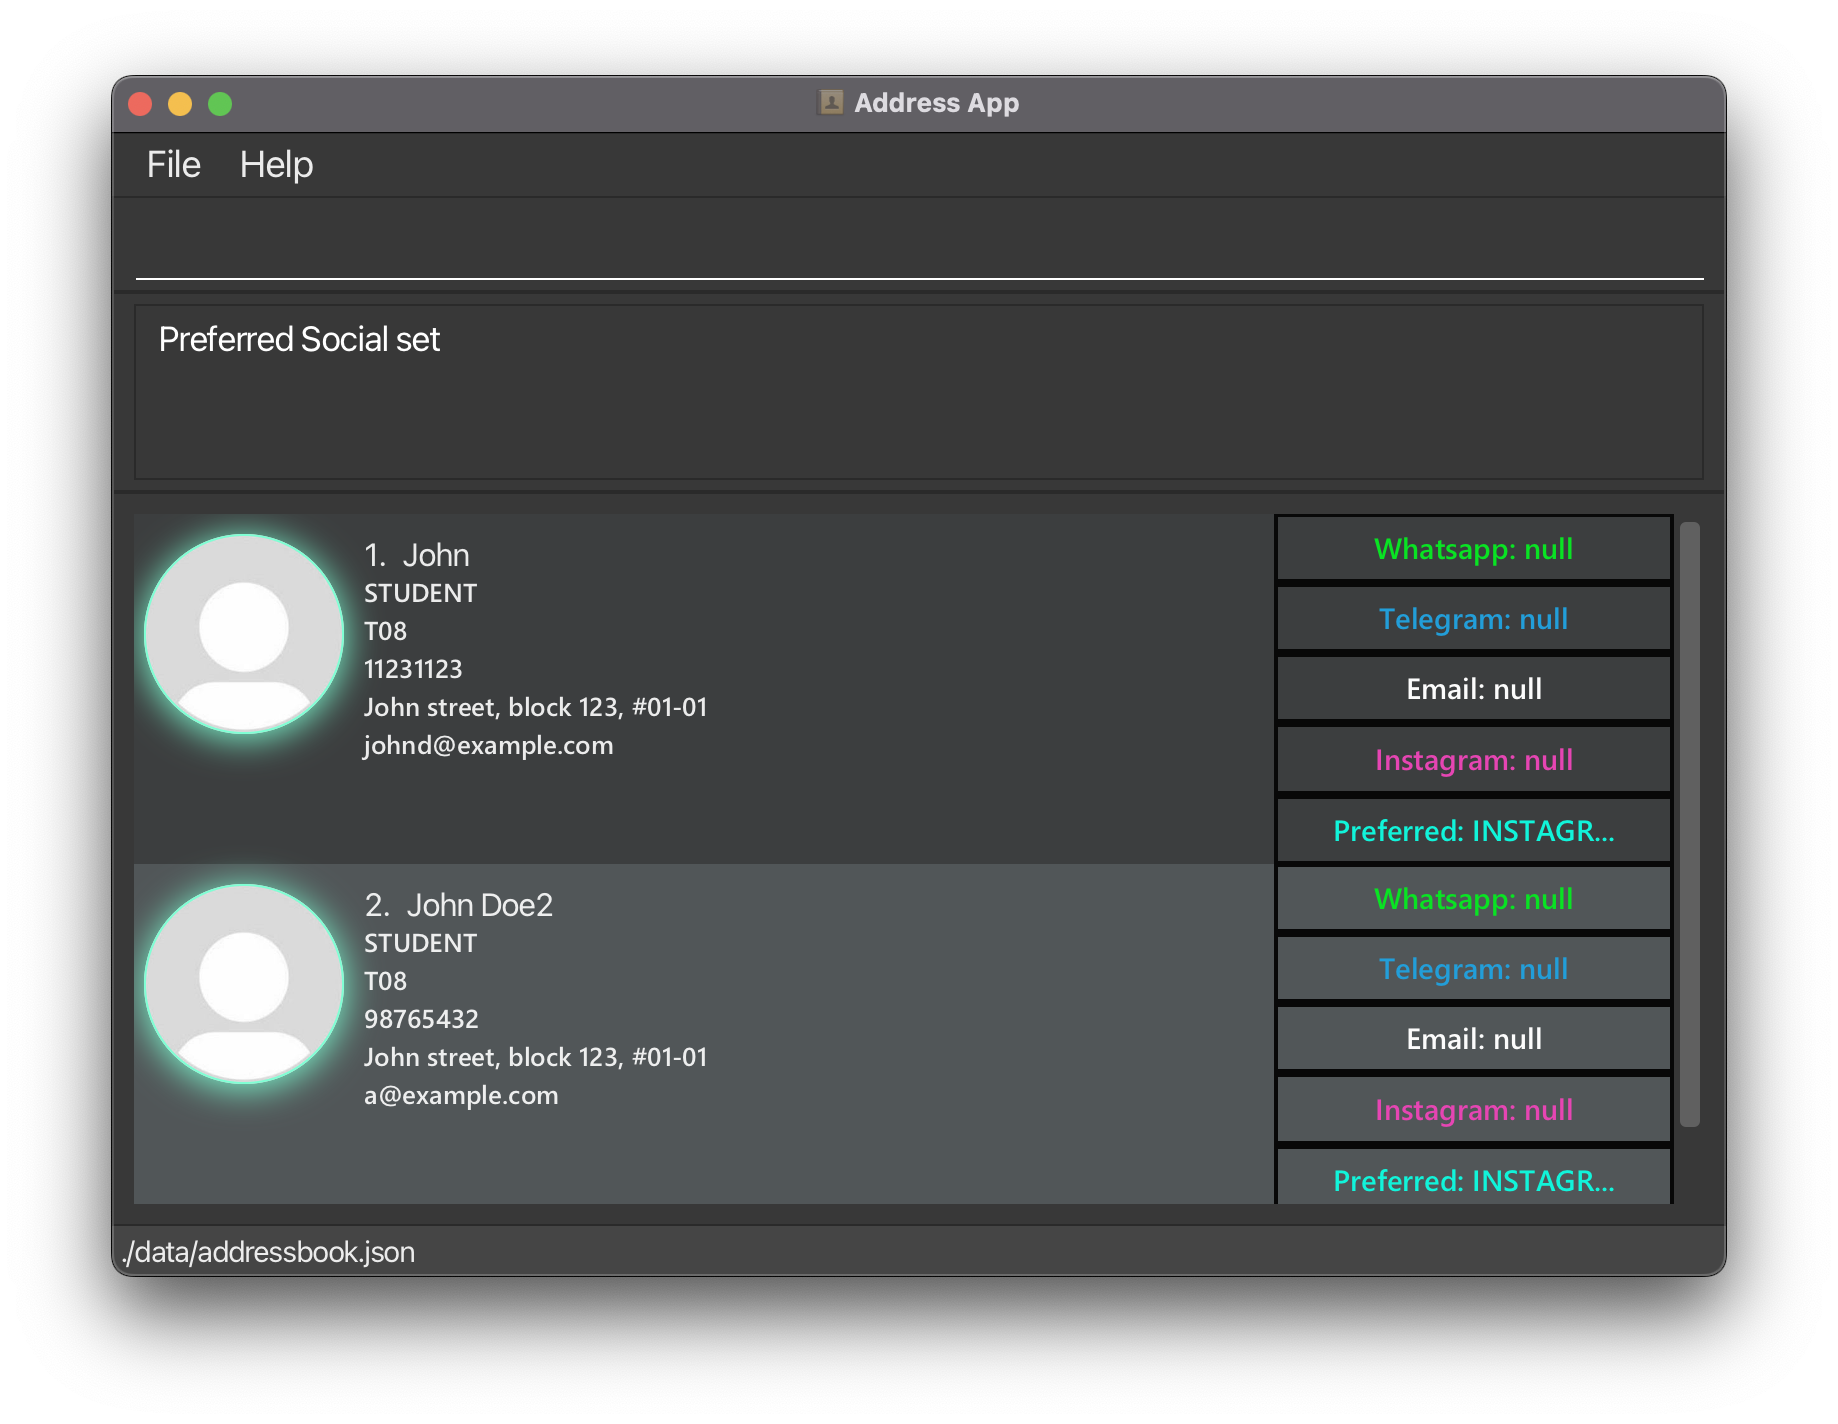 Address App
File Help
Preferred Social set
1. John
STUDENT
T08
11231123
John street, block 123, #01-01
johnd@example.com
Whatsapp: null
Telegram: null
Email: null
Instagram: null
Preferred: INSTAGR...
2. John Doe2
STUDENT
T08
98765432
John street, block 123, #01-01
a@example.com
Whatsapp: null
Telegram: null
Email: null
Instagram: null
Preferred: INSTAGR...
./data/addressbook.json